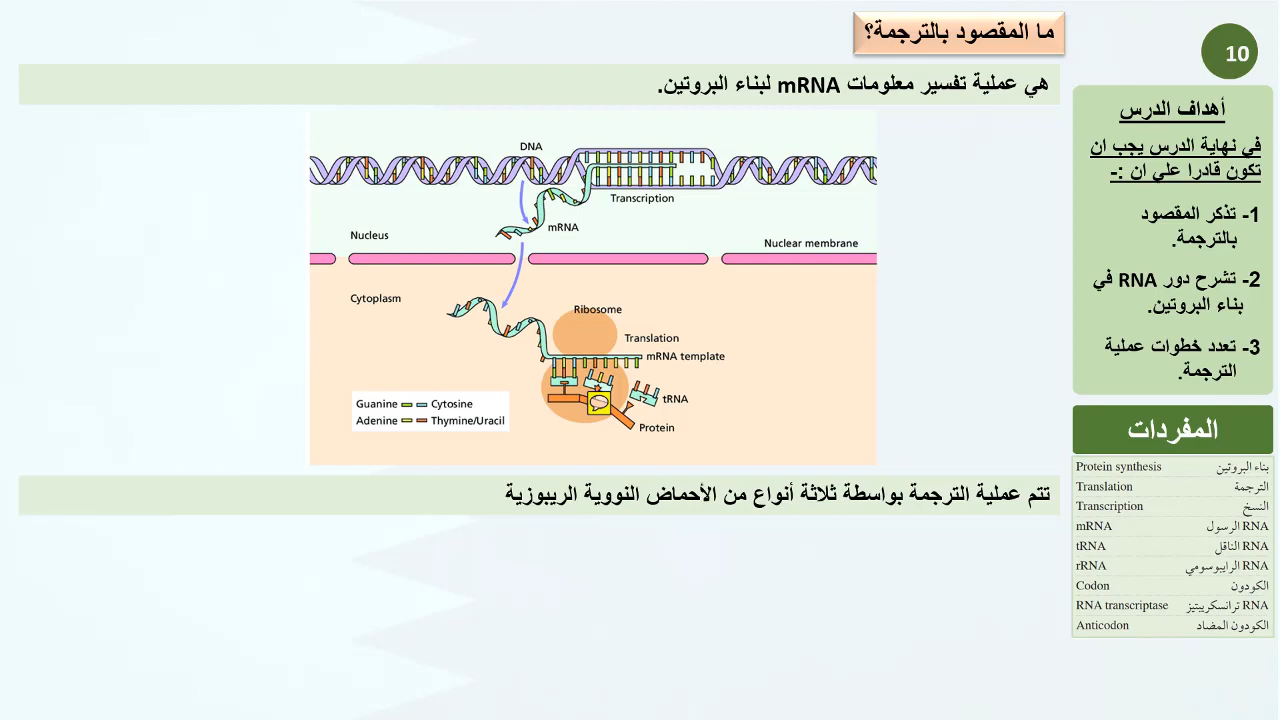 ما المقصود بالترجمة؟
10
هي عملية تفسير معلومات mRNA لبناء البروتين.
DNA
Transcription
mRNA
Nucleus
Nuclear membrane
Cytoplasm
Ribosome
Translation
mRNA template
tRNA
Protein
Guanine Cytosine
Adenine Thymine/Uracil
تتم عملية الترجمة بواسطة ثلاثة أنواع من الأحماض النووية الريبوزية
أهداف الدرس
في نهاية الدرس يجب ان
تكون قادرا علي ان :-
1- تذكر المقصود
بالترجمة.
2- تشرح دور RNA في
بناء البروتين.
3- تعدد خطوات عملية
الترجمة.
المفردات
Protein synthesis بناء البروتين
Translation الترجمة
Transcription النسخ
mRNA RNA الرسول
tRNA RNA الناقل
rRNA RNA الرايبوسومي
Codon الكودون
RNA transcriptase RNA ترانسكريبتيز
Anticodon الكودون المضاد